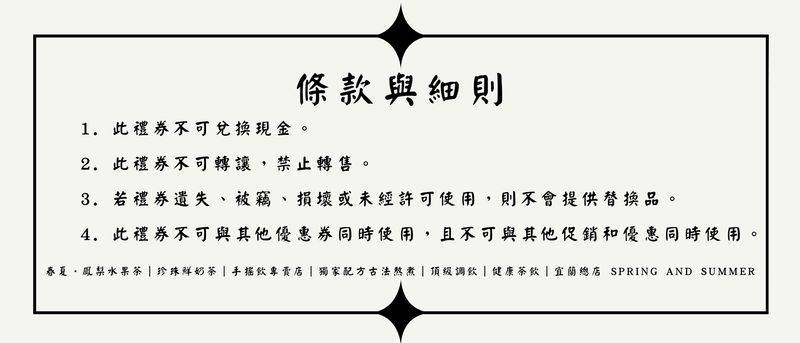 條款與細則
1. 此禮券不可兌換現金。
2. 此禮券不可轉讓，禁止轉售。
3. 若禮券遺失、被竊、損壞或未經許可使用，則不會提供替換品。
4. 此禮券不可與其他優惠券同時使用，且不可與其他促銷和優惠同時使用。
春夏·鳳梨水果茶|珍珠鮮奶茶|手搖飲專賣店|獨家配方古法熬煮|頂級調飲|健康茶飲|宜蘭總店 SPRING AND SUMMER